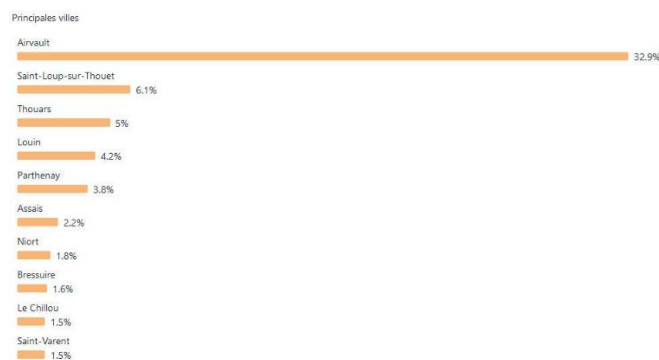 Principales villes
Airvault
32.9%
Saint-Loup-sur-Thouet
6.1%
Thouars
5%
Louin
4.2%
Parthenay
3.8%
Assais
2.2%
Niort
1.8%
Bressuire
1.6%
Le Chillou
1.5%
Saint-Varent
1.5%